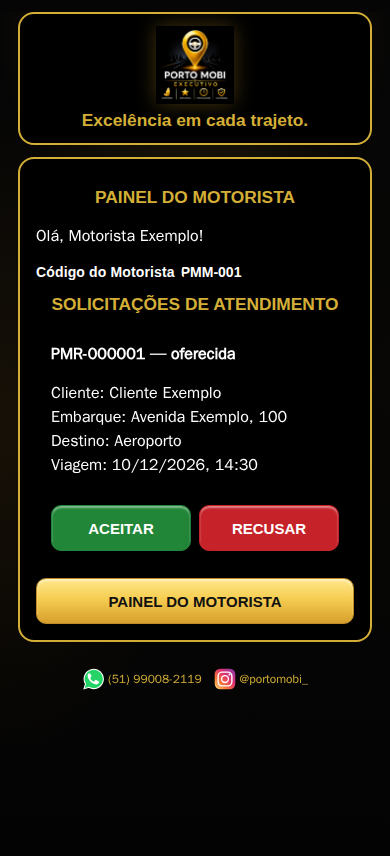 PORTO MOBI
EXECUTIVO
Excelência em cada trajeto.
PAINEL DO MOTORISTA
Olá, Motorista Exemplo!
Código do Motorista PMM-001
SOLICITAÇÕES DE ATENDIMENTO
PMR-000001 — oferecida
Cliente: Cliente Exemplo
Embarque: Avenida Exemplo, 100
Destino: Aeroporto
Viagem: 10/12/2026, 14:30
ACEITAR RECUSAR
PAINEL DO MOTORISTA
(51) 99008-2119 @portomobi_